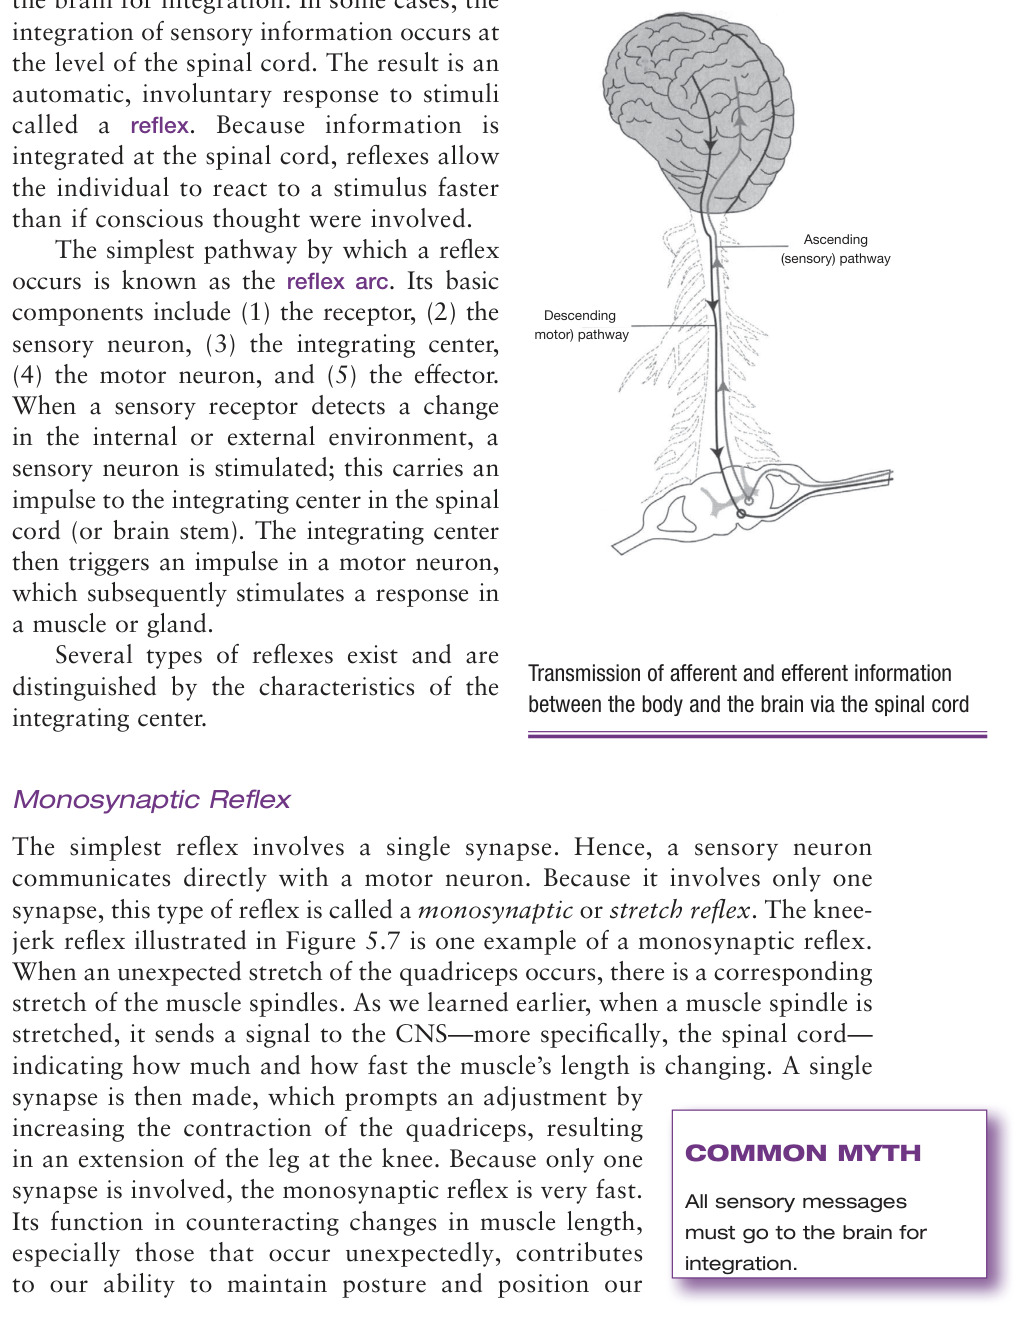 the brain for integration. In some cases, the
integration of sensory information occurs at
the level of the spinal cord. The result is an
automatic, involuntary response to stimuli
called a reflex. Because information is
integrated at the spinal cord, reflexes allow
the individual to react to a stimulus faster
than if conscious thought were involved.
The simplest pathway by which a reflex
occurs is known as the reflex arc. Its basic
components include (1) the receptor, (2) the
sensory neuron, (3) the integrating center,
(4) the motor neuron, and (5) the effector.
When a sensory receptor detects a change
in the internal or external environment, a
sensory neuron is stimulated; this carries an
impulse to the integrating center in the spinal
cord (or brain stem). The integrating center
then triggers an impulse in a motor neuron,
which subsequently stimulates a response in
a muscle or gland.
Several types of reflexes exist and are
distinguished by the characteristics of the
integrating center.
Ascending
(sensory) pathway
Descending
motor) pathway
Transmission of afferent and efferent information
between the body and the brain via the spinal cord
Monosynaptic Reflex
The simplest reflex involves a single synapse. Hence, a sensory neuron
communicates directly with a motor neuron. Because it involves only one
synapse, this type of reflex is called a monosynaptic or stretch reflex. The knee-
jerk reflex illustrated in Figure 5.7 is one example of a monosynaptic reflex.
When an unexpected stretch of the quadriceps occurs, there is a corresponding
stretch of the muscle spindles. As we learned earlier, when a muscle spindle is
stretched, it sends a signal to the CNS—more specifically, the spinal cord—
indicating how much and how fast the muscle's length is changing. A single
synapse is then made, which prompts an adjustment by
increasing the contraction of the quadriceps, resulting
in an extension of the leg at the knee. Because only one
synapse is involved, the monosynaptic reflex is very fast.
Its function in counteracting changes in muscle length,
especially those that occur unexpectedly, contributes
to our ability to maintain posture and position our
COMMON MYTH
All sensory messages
must go to the brain for
integration.